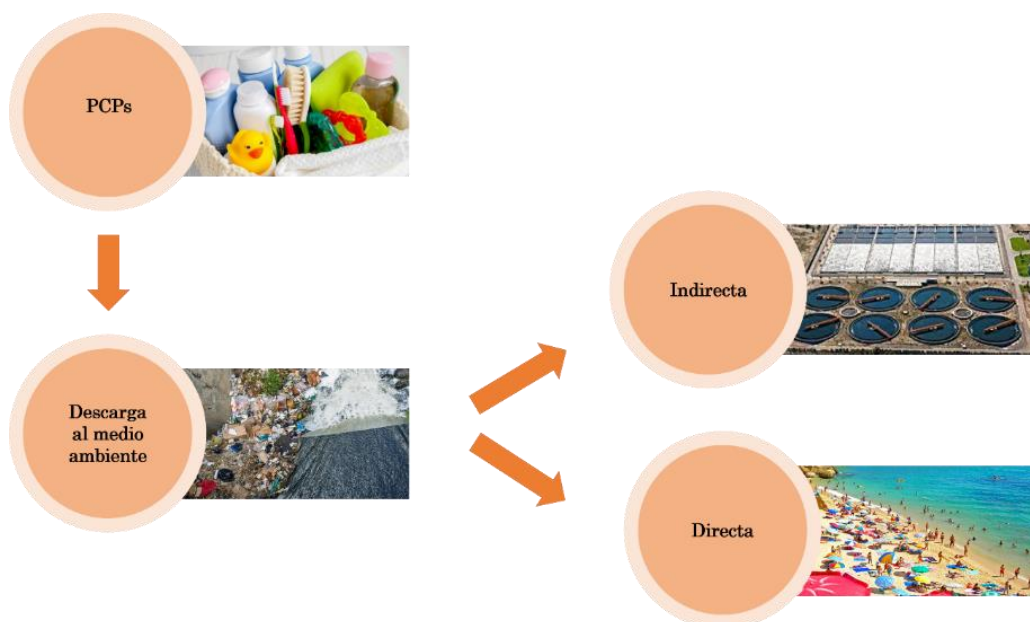 PCPs
Descarga
al medio
ambiente
Indirecta
Directa